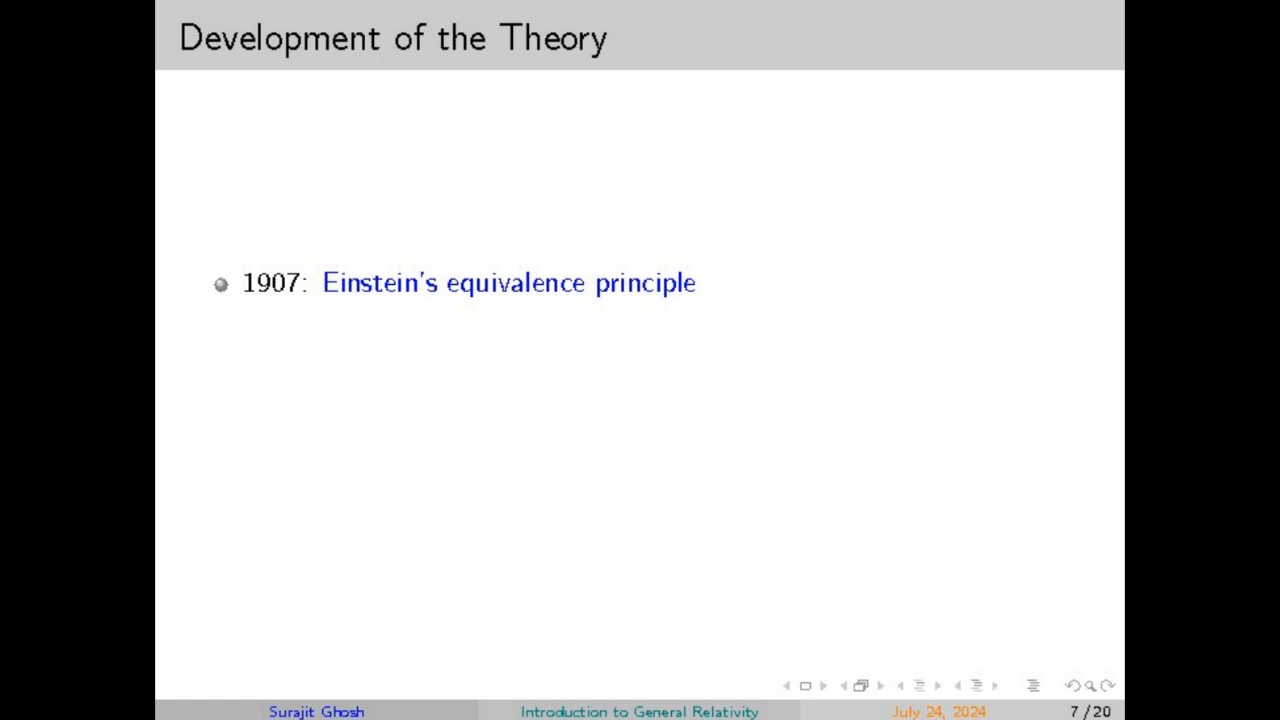 Development of the Theory
1907: Einstein's equivalence principle
Surajit Ghosh Introduction to General Relativity July 24, 2024 7/20